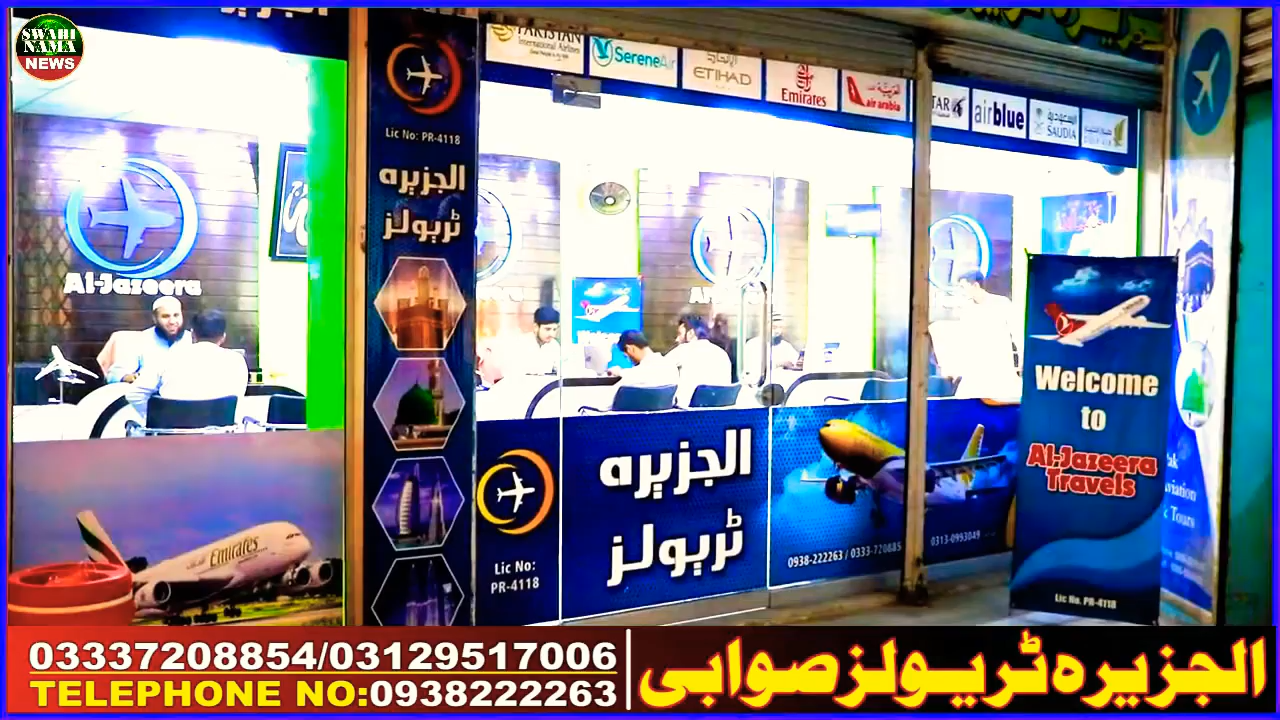 SWABI
NAMA
NEWS
Lic No: PR-4118
الجزیرہ
ٹریولز
PAKISTAN
International Airlines
SereneAir
الاتحاد
ETIHAD
Emirates
العربية
air arabia
airblue
السعودية
SAUDIA
Al-Jazeera
Emirates
Lic No:
PR-4118
الجزیرہ
ٹریولز
0938-222263 / 0333-720885
0313-0993049
Welcome
to
Al-Jazeera
Travels
Lic No. PR-4118
Tours
03337208854/03129517006
TELEPHONE NO:0938222263
الجزیرہ ٹریولز صوابی